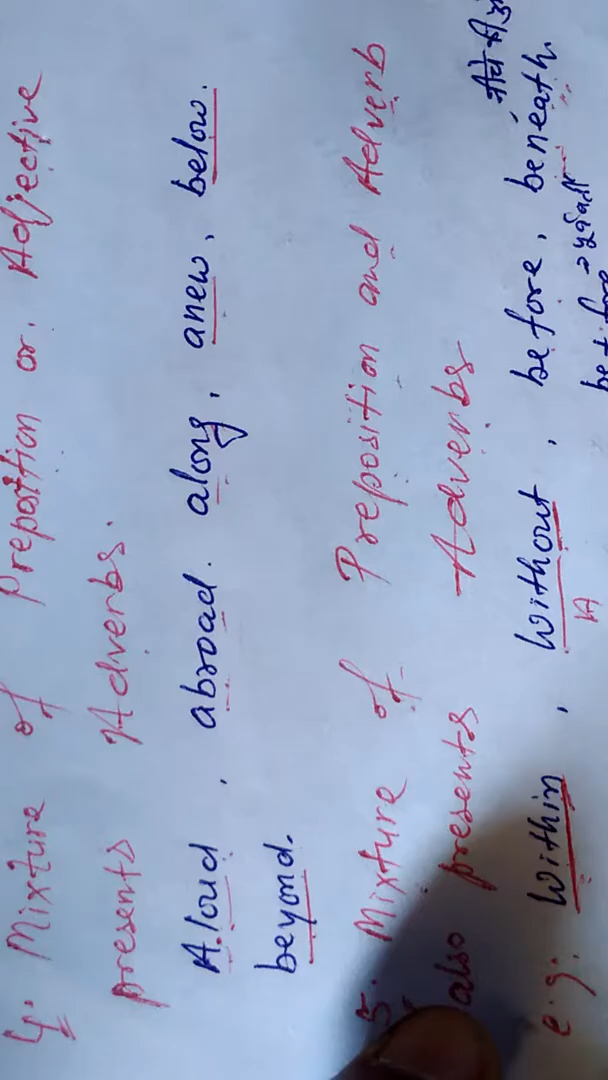 4. Mixture of Preposition or. Adjective
presents Adverbs.
Aloud, abroad. along, anew, below.
beyond.
5. Mixture of Preposition and Adverb
also presents Adverbs
नीचे
e.g. Within, Without, before, beneath.